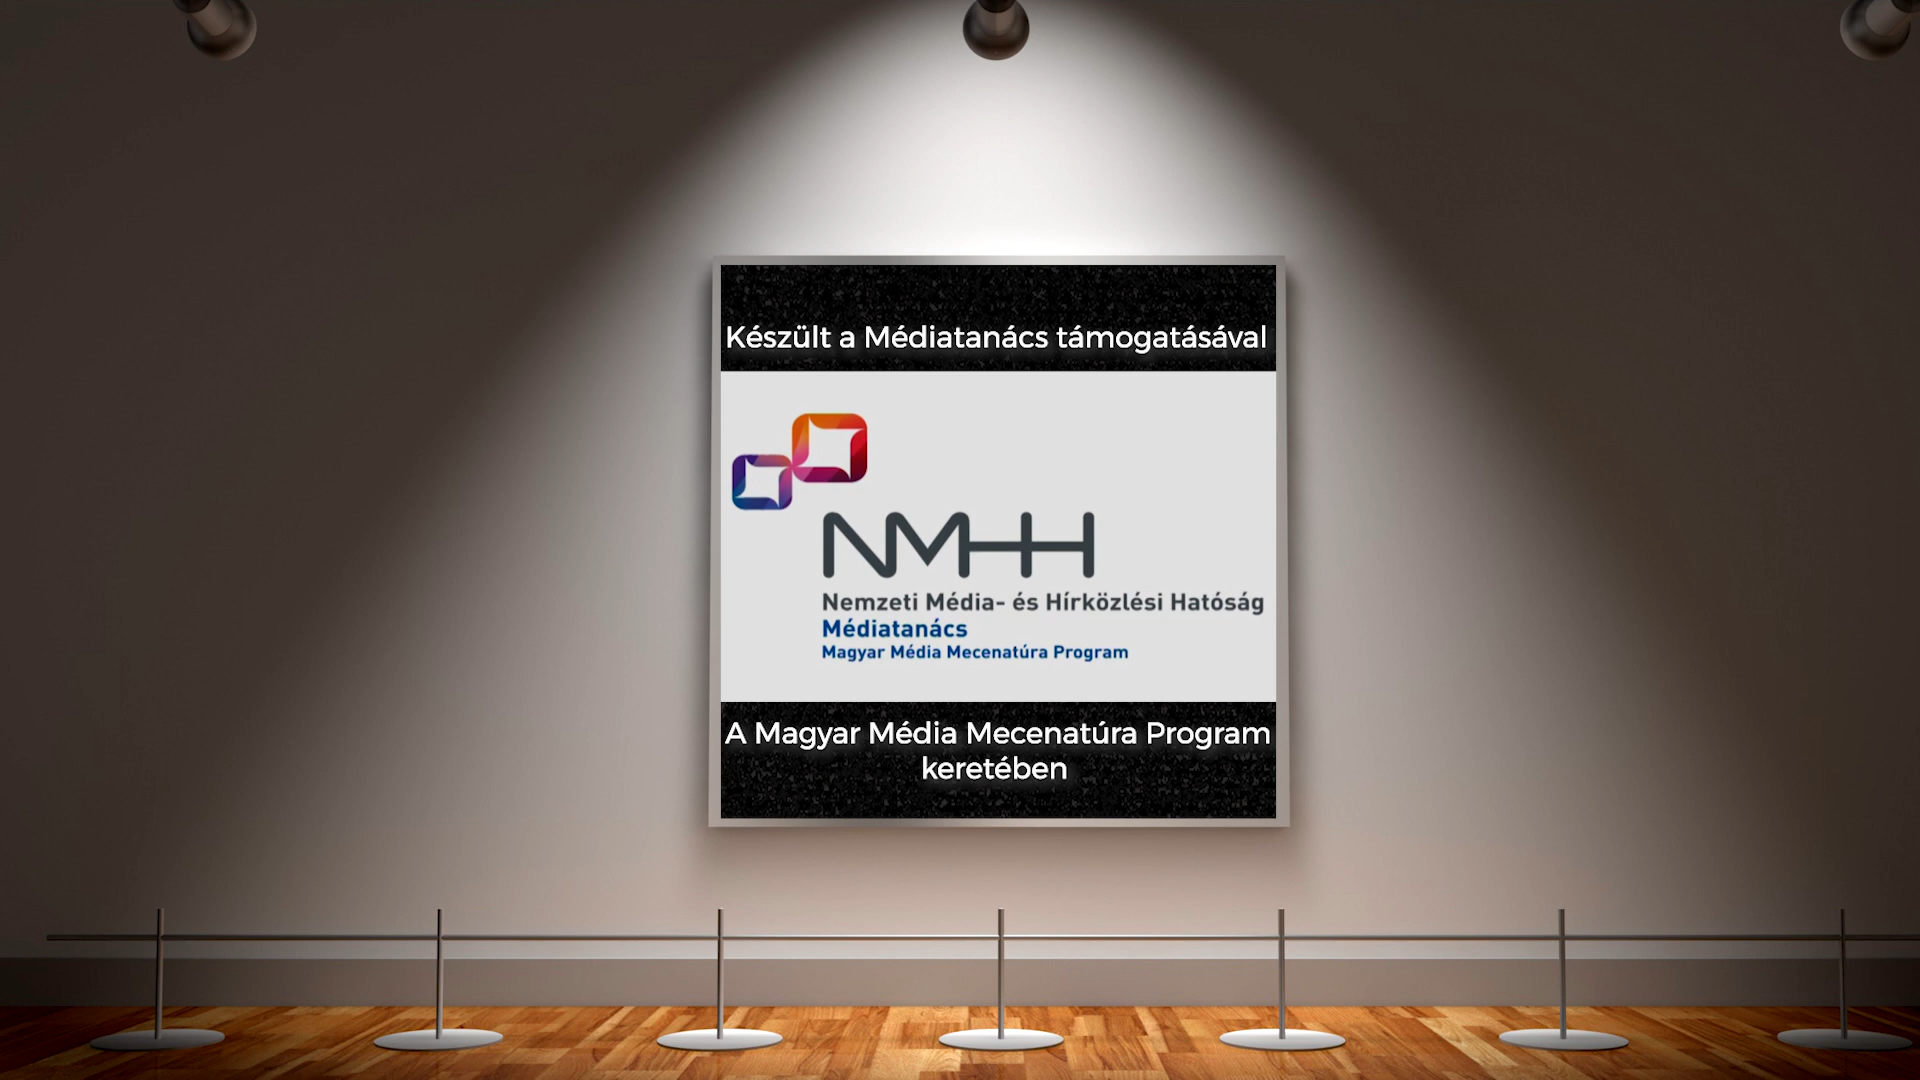 Készült a Médiatanács támogatásával
NMHH
Nemzeti Média- és Hírközlési Hatóság
Médiatanács
Magyar Média Mecenatúra Program
A Magyar Média Mecenatúra Program
keretében